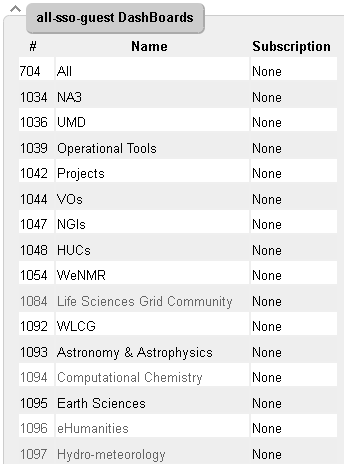 all-sso-guest DashBoards
# Name Subscription
704 All None
1034 NA3 None
1036 UMD None
1039 Operational Tools None
1042 Projects None
1044 VOs None
1047 NGIs None
1048 HUCs None
1054 WeNMR None
1084 Life Sciences Grid Community None
1092 WLCG None
1093 Astronomy & Astrophysics None
1094 Computational Chemistry None
1095 Earth Sciences None
1096 eHumanities None
1097 Hydro-meteorology None